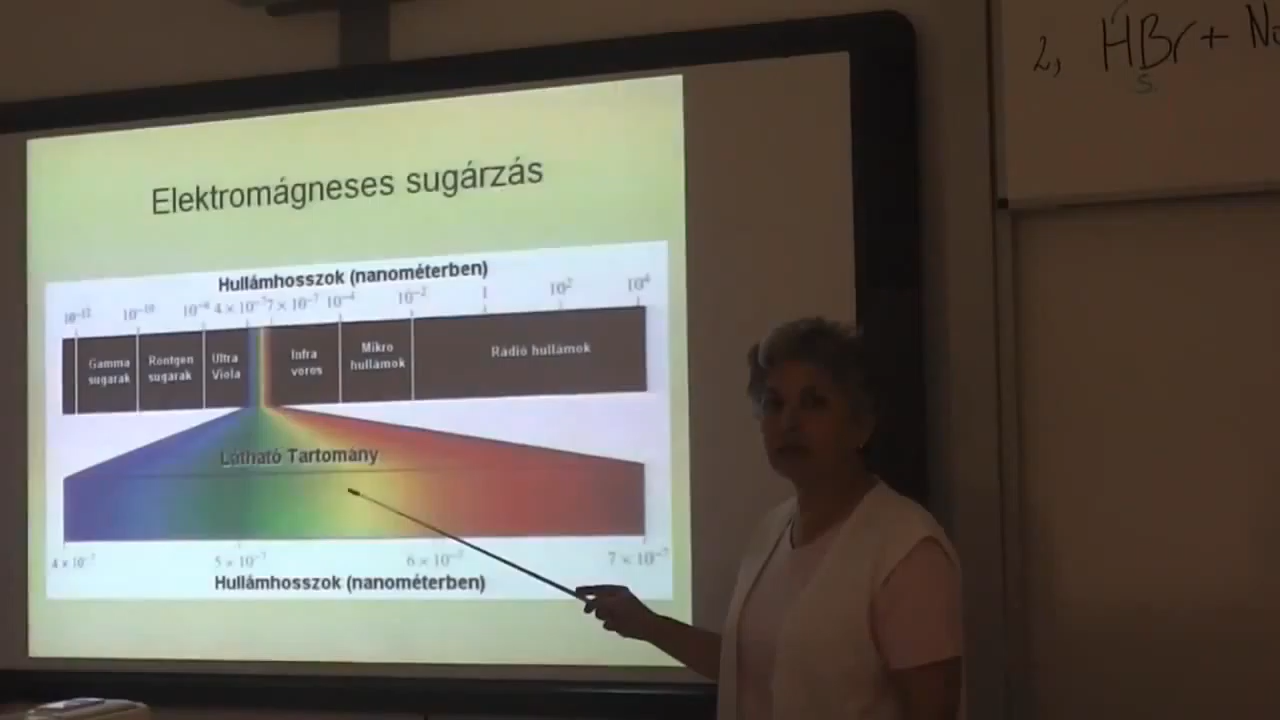 Elektromágneses sugárzás
Hullámhosszok (nanométerben)
10⁻¹² 10⁻¹⁰ 10⁻⁸ 4 × 10⁻⁷ 7 × 10⁻⁷ 10⁻⁴ 10⁻² 1 10² 10⁴
Gamma sugarak
Röntgen sugarak
Ultra Viola
Infra voros
Mikro hullámok
Rádió hullámok
Látható Tartomány
4 × 10⁻⁷ 5 × 10⁻⁷ 6 × 10⁻⁷ 7 × 10⁻⁷
Hullámhosszok (nanométerben)
2, HBr +
s.